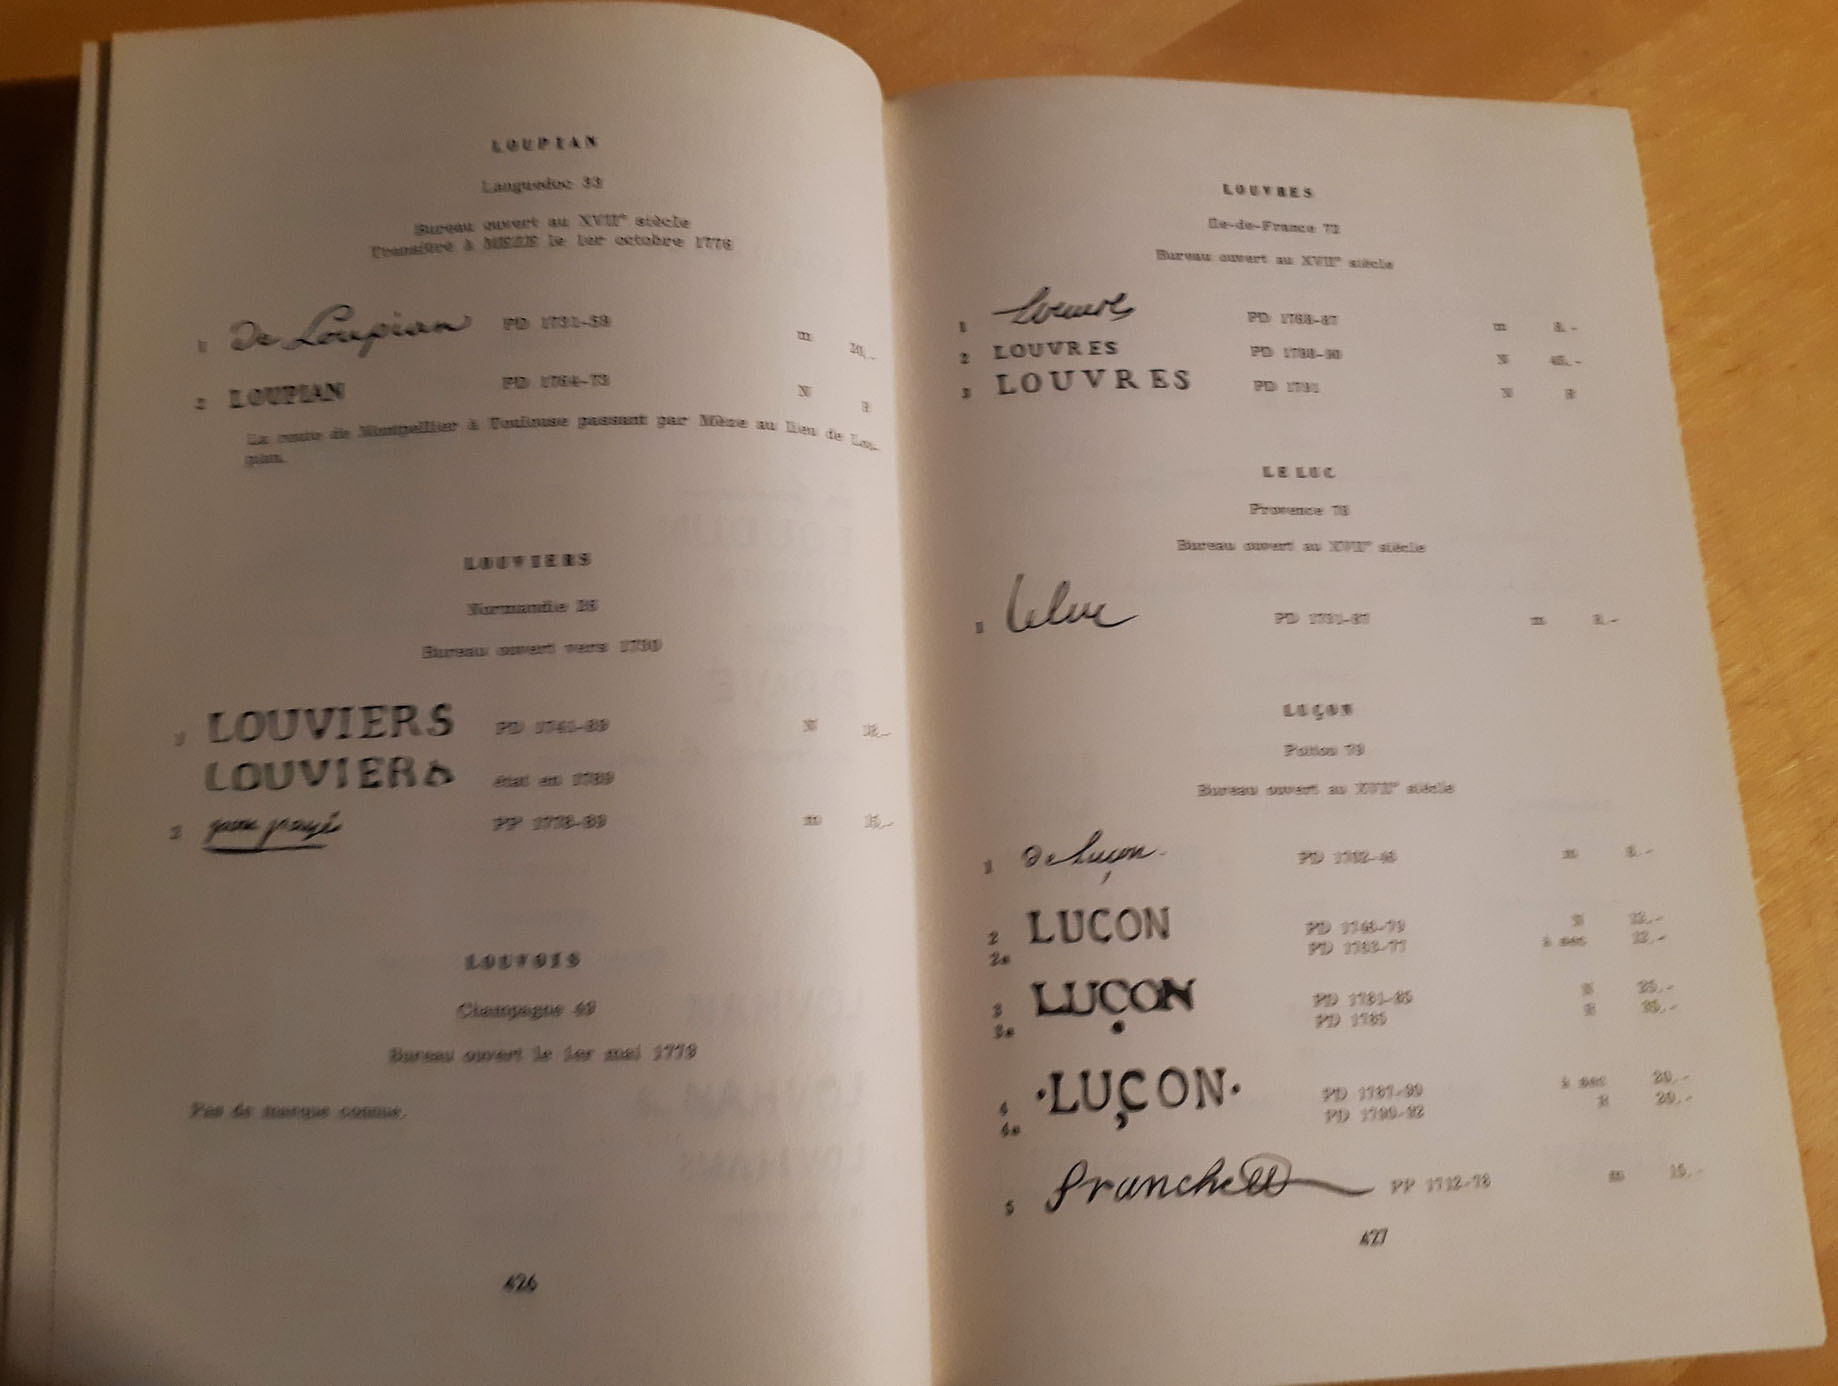 LOUPIAN
Languedoc 33
Bureau ouvert au XVIIe siècle
Transféré à MEZE le 1er octobre 1776
1 De Loupian PD 1731-59 m 20,-
2 LOUPIAN PD 1764-73 N
La route de Montpellier à Toulouse passant par Mèze au lieu de Lou-
pian.
LOUVIERS
Normandie 26
Bureau ouvert vers 1730
1 LOUVIERS PD 1741-89 N
LOUVIERS état en 1789
2 port payé PP 1778-89 m 15,-
LOUVOIS
Champagne 49
Bureau ouvert le 1er mai 1779
Pas de marque connue.
426
LOUVRES
Ile-de-France 72
Bureau ouvert au XVIIe siècle
1 Louvres PD 1768-87 m 8,-
2 LOUVRES PD 1788-90 N
3 LOUVRES PD 1791 N
LE LUC
Provence 78
Bureau ouvert au XVIIe siècle
1 Leluc PD 1731-87 m 8,-
LUÇON
Poitou 79
Bureau ouvert au XVIIe siècle
1 De Luçon PD 1702-48 m 8,-
2 LUÇON PD 1748-79 N 12,-
2a PD 1763-77 à sec 12,-
3 LUÇON PD 1781-85 N 25,-
3a PD 1785 R
4 ·LUÇON· PD 1787-90 à sec 20,-
4a PD 1790-92 R 20,-
5 PP 1712-78 m 15,-
427